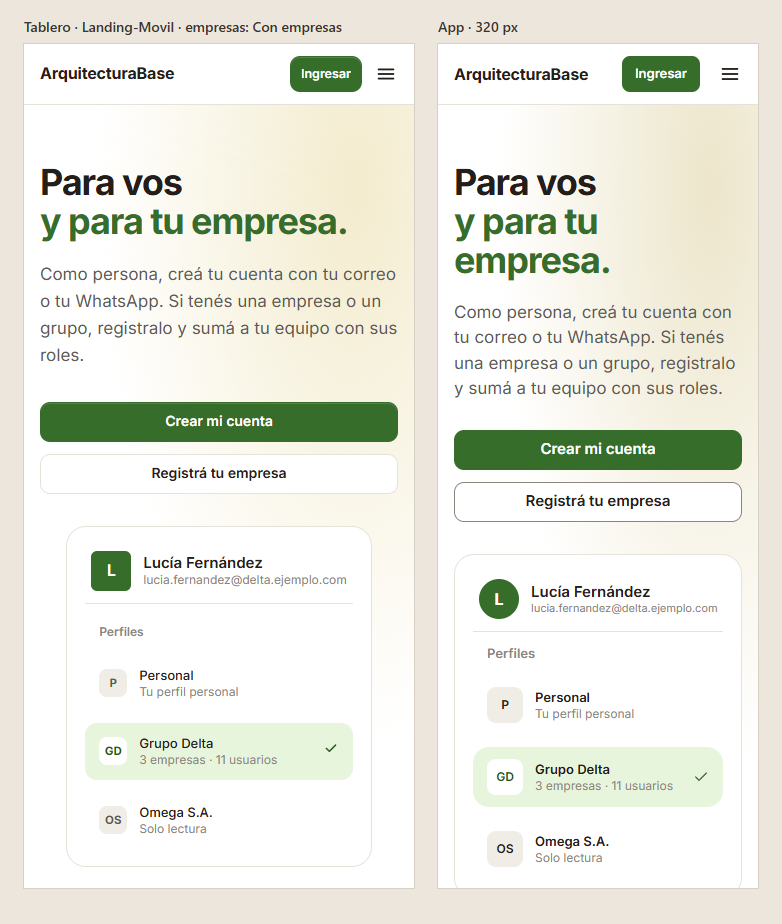 Tablero · Landing-Movil · empresas: Con empresas
ArquitecturaBase
Ingresar
Para vos
y para tu empresa.
Como persona, creá tu cuenta con tu correo
o tu WhatsApp. Si tenés una empresa o un
grupo, registralo y sumá a tu equipo con sus
roles.
Crear mi cuenta
Registrá tu empresa
L
Lucía Fernández
lucia.fernandez@delta.ejemplo.com
Perfiles
P
Personal
Tu perfil personal
GD
Grupo Delta
3 empresas · 11 usuarios
OS
Omega S.A.
Solo lectura
App · 320 px
ArquitecturaBase
Ingresar
Para vos
y para tu
empresa.
Como persona, creá tu cuenta con
tu correo o tu WhatsApp. Si tenés
una empresa o un grupo, registralo
y sumá a tu equipo con sus roles.
Crear mi cuenta
Registrá tu empresa
L
Lucía Fernández
lucia.fernandez@delta.ejemplo.com
Perfiles
P
Personal
Tu perfil personal
GD
Grupo Delta
3 empresas · 11 usuarios
OS
Omega S.A.
Solo lectura